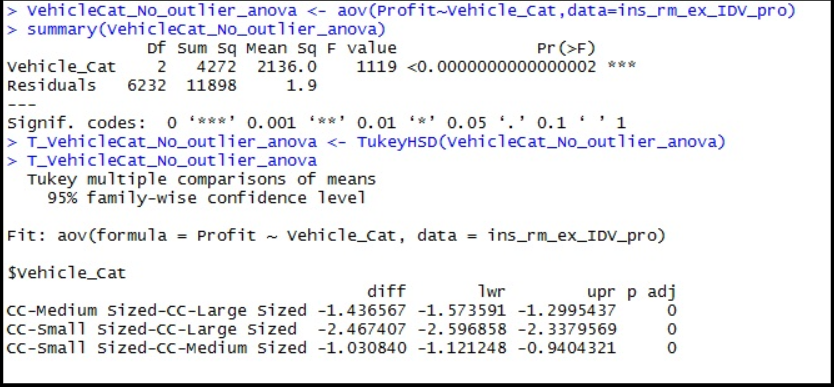 > VehicleCat_No_outlier_anova <- aov(Profit~Vehicle_Cat,data=ins_rm_ex_IDV_pro)
> summary(VehicleCat_No_outlier_anova)
Df Sum Sq Mean Sq F value Pr(>F)
Vehicle_Cat 2 4272 2136.0 1119 <0.0000000000000002 ***
Residuals 6232 11898 1.9
---
Signif. codes: 0 ‘***’ 0.001 ‘**’ 0.01 ‘*’ 0.05 ‘.’ 0.1 ‘ ’ 1
> T_VehicleCat_No_outlier_anova <- TukeyHSD(VehicleCat_No_outlier_anova)
> T_VehicleCat_No_outlier_anova
Tukey multiple comparisons of means
95% family-wise confidence level
Fit: aov(formula = Profit ~ Vehicle_Cat, data = ins_rm_ex_IDV_pro)
$Vehicle_Cat
diff lwr upr p adj
CC-Medium Sized-CC-Large Sized -1.436567 -1.573591 -1.2995437 0
CC-Small Sized-CC-Large Sized -2.467407 -2.596858 -2.3379569 0
CC-Small Sized-CC-Medium Sized -1.030840 -1.121248 -0.9404321 0